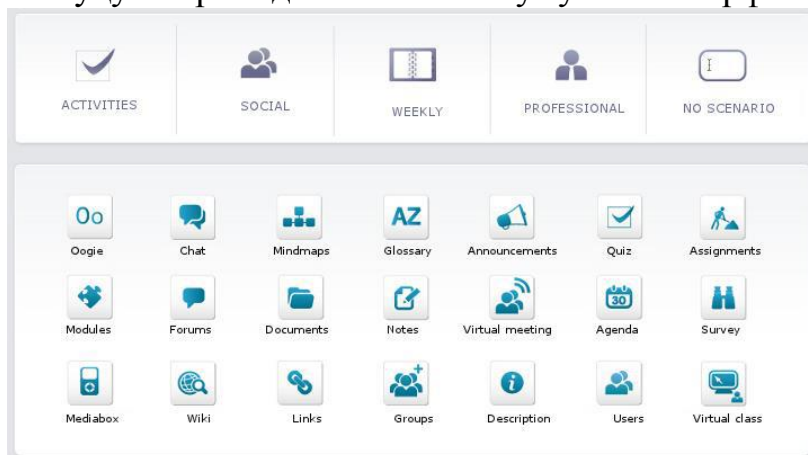 ACTIVITIES SOCIAL WEEKLY PROFESSIONAL NO SCENARIO
Oo AZ
Oogie Chat Mindmaps Glossary Announcements Quiz Assignments
30
Modules Forums Documents Notes Virtual meeting Agenda Survey
Mediabox Wiki Links Groups Description Users Virtual class